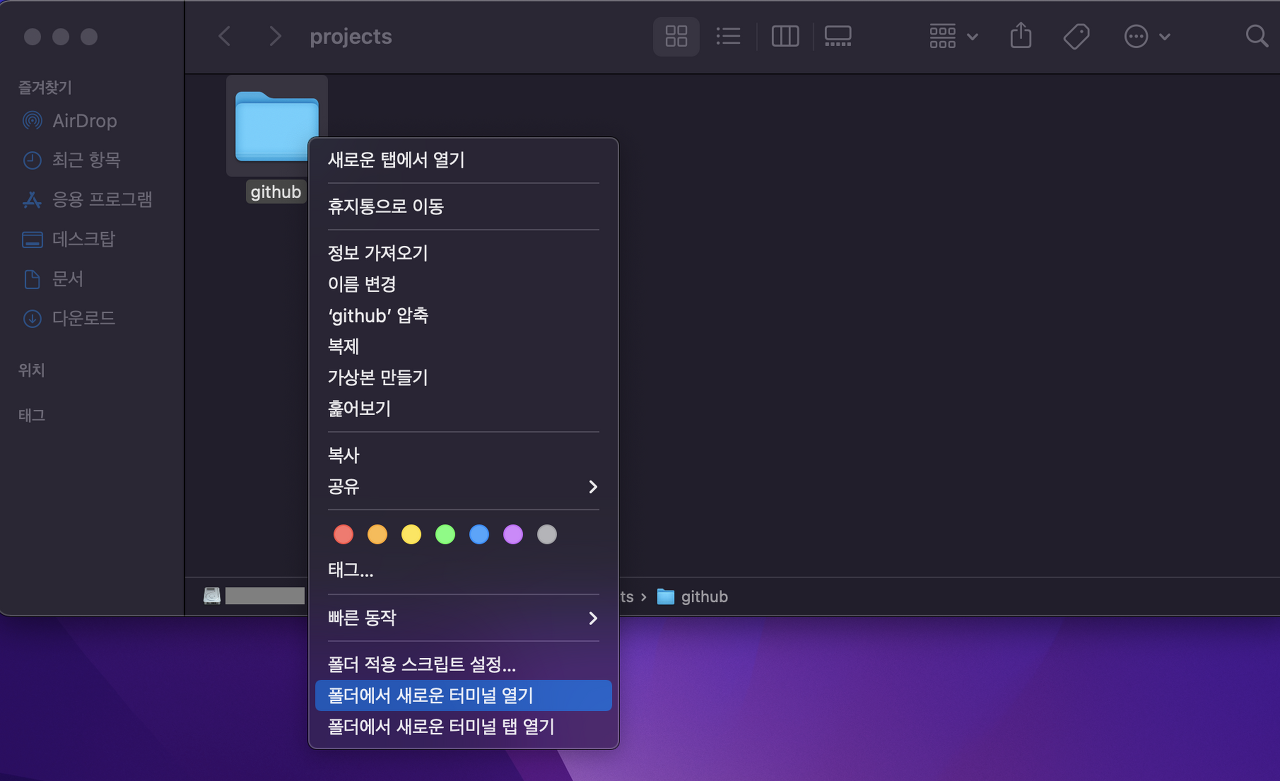 projects
즐겨찾기
AirDrop
최근 항목
응용 프로그램
데스크탑
문서
다운로드
위치
태그
github
새로운 탭에서 열기
휴지통으로 이동
정보 가져오기
이름 변경
‘github’ 압축
복제
가상본 만들기
훑어보기
복사
공유
태그...
빠른 동작
폴더 적용 스크립트 설정...
폴더에서 새로운 터미널 열기
폴더에서 새로운 터미널 탭 열기
ts › github